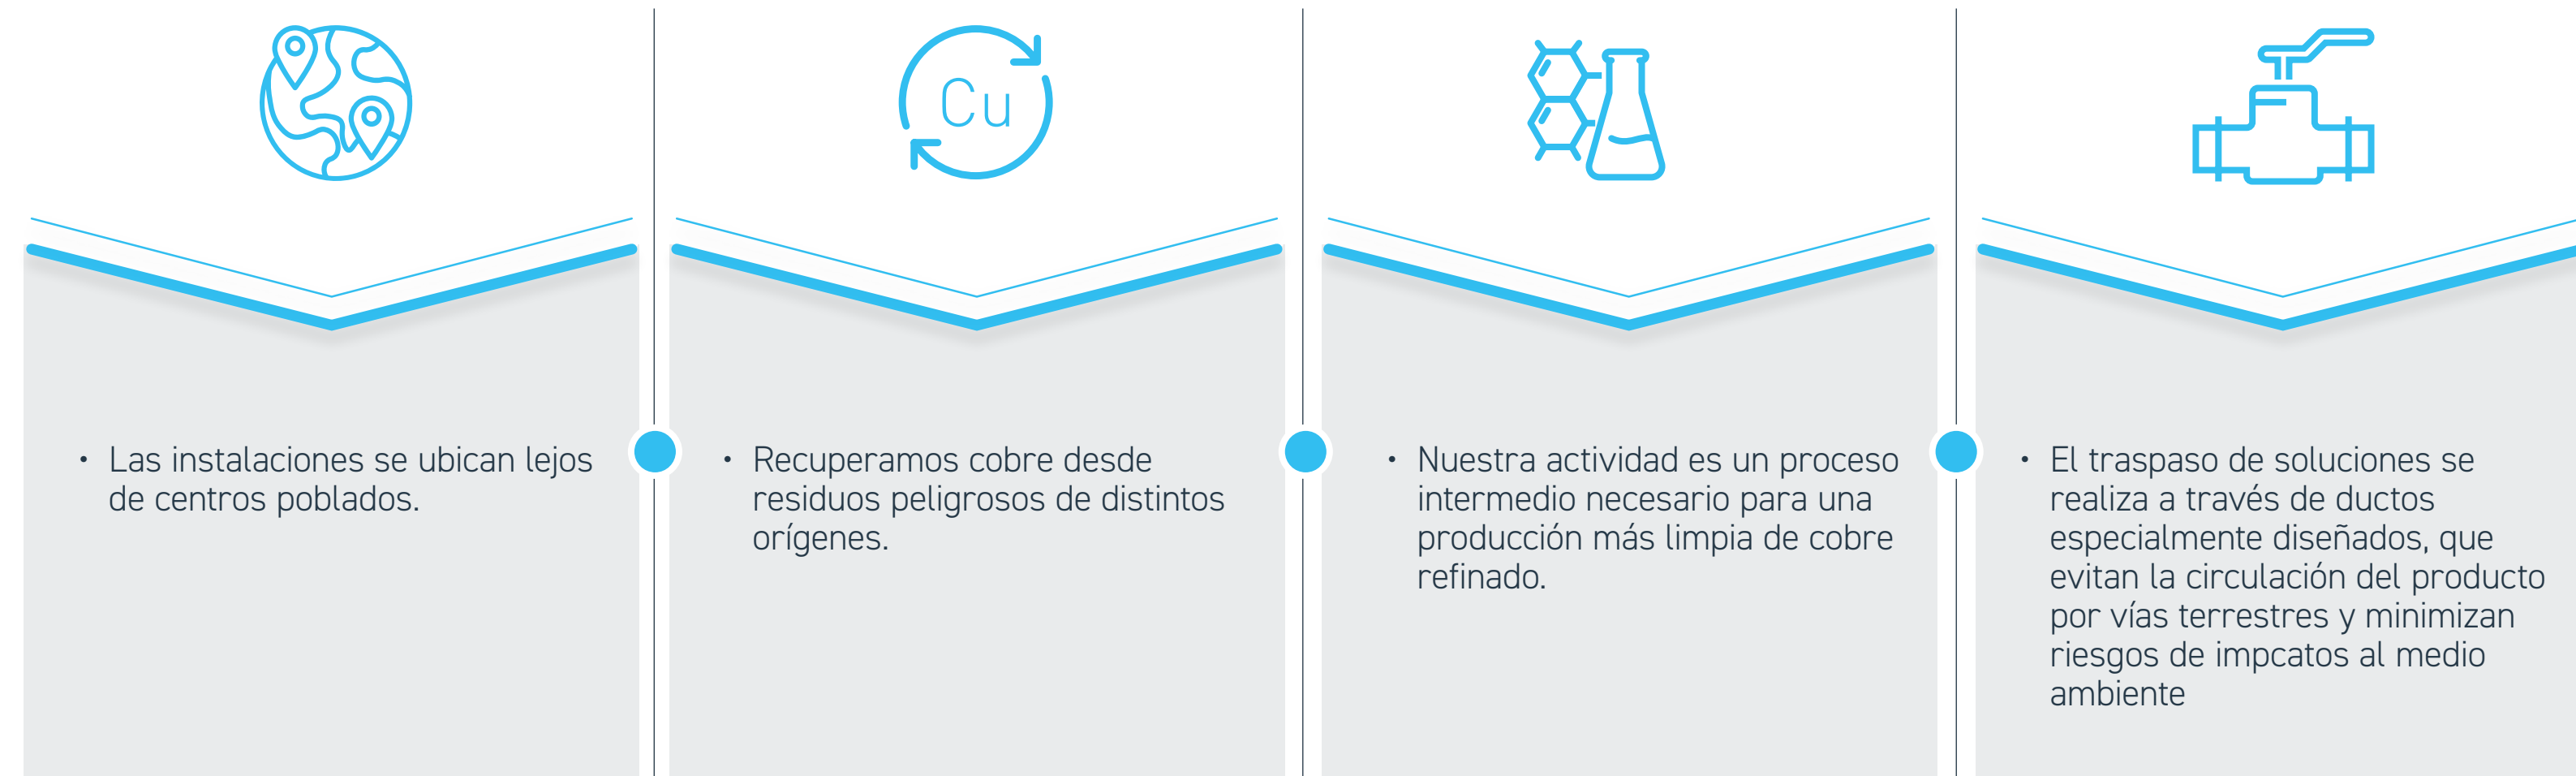 Cu
• Las instalaciones se ubican lejos
de centros poblados.
• Recuperamos cobre desde
residuos peligrosos de distintos
orígenes.
• Nuestra actividad es un proceso
intermedio necesario para una
producción más limpia de cobre
refinado.
• El traspaso de soluciones se
realiza a través de ductos
especialmente diseñados, que
evitan la circulación del producto
por vías terrestres y minimizan
riesgos de impcatos al medio
ambiente